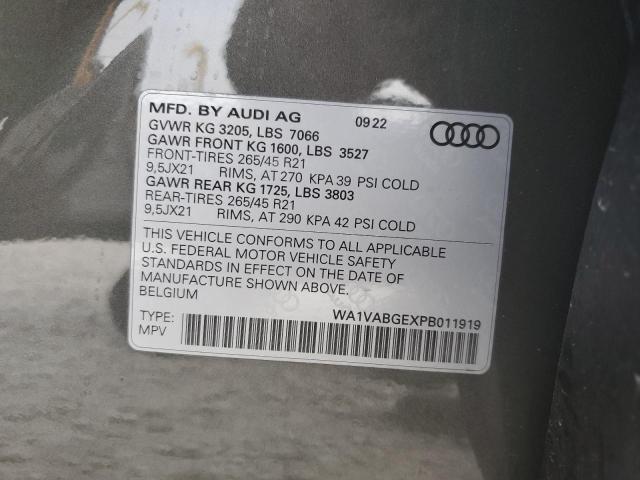 MFD. BY AUDI AG 09 22
GVWR KG 3205, LBS 7066
GAWR FRONT KG 1600, LBS 3527
FRONT-TIRES 265/45 R21
9,5JX21 RIMS, AT 270 KPA 39 PSI COLD
GAWR REAR KG 1725, LBS 3803
REAR-TIRES 265/45 R21
9,5JX21 RIMS, AT 290 KPA 42 PSI COLD
THIS VEHICLE CONFORMS TO ALL APPLICABLE
U.S. FEDERAL MOTOR VEHICLE SAFETY
STANDARDS IN EFFECT ON THE DATE OF
MANUFACTURE SHOWN ABOVE.
BELGIUM
WA1VABGEXPB011919
TYPE:
MPV